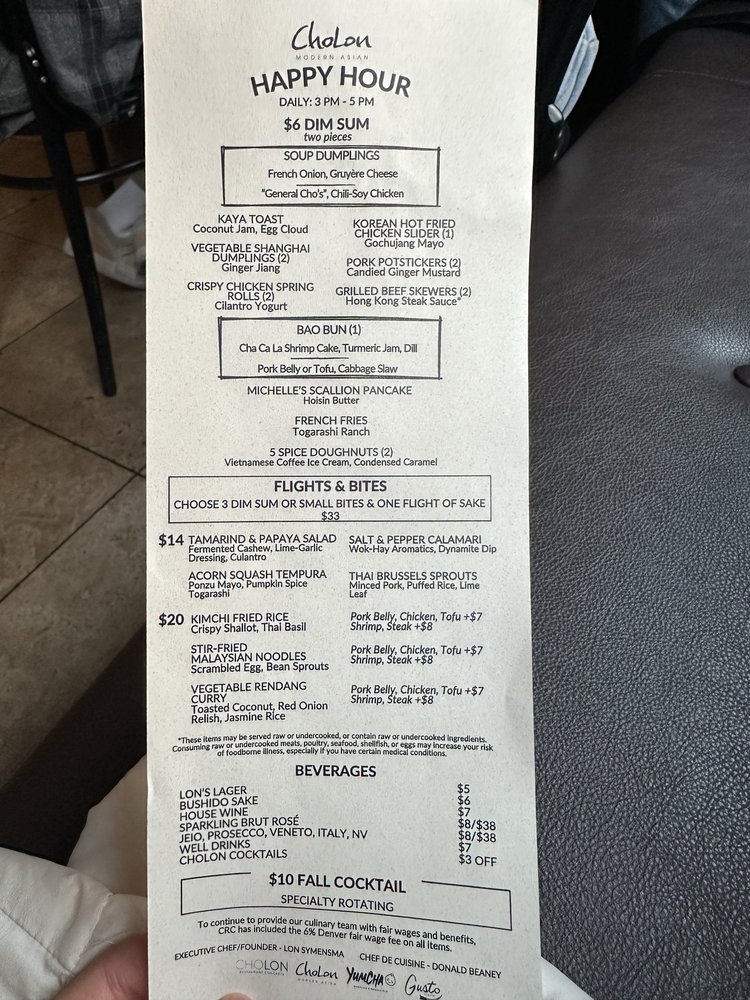 CHOLON
MODERN ASIAN
HAPPY HOUR
DAILY: 3 PM - 5 PM
$6 DIM SUM
two pieces
SOUP DUMPLINGS
French Onion, Gruyère Cheese
"General Cho's", Chili-Soy Chicken
KAYA TOAST
Coconut Jam, Egg Cloud
VEGETABLE SHANGHAI
DUMPLINGS (2)
Ginger Jiang
CRISPY CHICKEN SPRING
ROLLS (2)
Cilantro Yogurt
KOREAN HOT FRIED
CHICKEN SLIDER (1)
Gochujang Mayo
PORK POTSTICKERS (2)
Candied Ginger Mustard
GRILLED BEEF SKEWERS (2)
Hong Kong Steak Sauce*
BAO BUN (1)
Cha Ca La Shrimp Cake, Turmeric Jam, Dill
Pork Belly or Tofu, Cabbage Slaw
MICHELLE'S SCALLION PANCAKE
Hoisin Butter
FRENCH FRIES
Togarashi Ranch
5 SPICE DOUGHNUTS (2)
Vietnamese Coffee Ice Cream, Condensed Caramel
FLIGHTS & BITES
CHOOSE 3 DIM SUM OR SMALL BITES & ONE FLIGHT OF SAKE
$33
$14 TAMARIND & PAPAYA SALAD
Fermented Cashew, Lime-Garlic
Dressing, Culantro
SALT & PEPPER CALAMARI
Wok-Hay Aromatics, Dynamite Dip
ACORN SQUASH TEMPURA
Ponzu Mayo, Pumpkin Spice
Togarashi
THAI BRUSSELS SPROUTS
Minced Pork, Puffed Rice, Lime
Leaf
$20 KIMCHI FRIED RICE
Crispy Shallot, Thai Basil
Pork Belly, Chicken, Tofu +$7
Shrimp, Steak +$8
STIR-FRIED
MALAYSIAN NOODLES
Scrambled Egg, Bean Sprouts
Pork Belly, Chicken, Tofu +$7
Shrimp, Steak +$8
VEGETABLE RENDANG
CURRY
Toasted Coconut, Red Onion
Relish, Jasmine Rice
Pork Belly, Chicken, Tofu +$7
Shrimp, Steak +$8
*These items may be served raw or undercooked, or contain raw or undercooked ingredients.
Consuming raw or undercooked meats, poultry, seafood, shellfish, or eggs may increase your risk
of foodborne illness, especially if you have certain medical conditions.
BEVERAGES
LON'S LAGER $5
BUSHIDO SAKE $6
HOUSE WINE $7
SPARKLING BRUT ROSÉ $8/$38
JEIO, PROSECCO, VENETO, ITALY, NV $8/$38
WELL DRINKS $7
CHOLON COCKTAILS $3 OFF
$10 FALL COCKTAIL
SPECIALTY ROTATING
To continue to provide our culinary team with fair wages and benefits,
CRC has included the 6% Denver fair wage fee on all items.
EXECUTIVE CHEF/FOUNDER - LON SYMENSMA CHEF DE CUISINE - DONALD BEANEY
CHOLON CHOLON YUMCHA Gusto
MODERN ASIAN